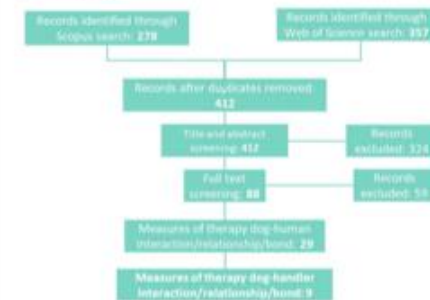 Records identified through
Scopus search: 278
Records identified through
Web of Science search: 357
Records after duplicates removed
412
Title and abstract
screening: 412
Records
excluded: 324
Full text
screening: 88
Records
excluded: 59
Measures of therapy dog-human
Interaction/relationship/bond: 29
Measures of therapy dog-handler
Interaction/relationship/bond: 9